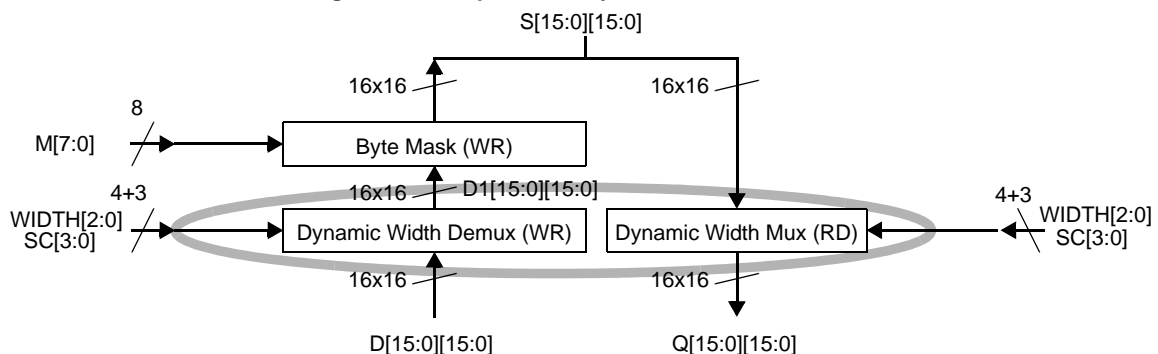 S[15:0][15:0]
16x16
16x16
8
M[7:0]
Byte Mask (WR)
16x16
D1[15:0][15:0]
4+3
WIDTH[2:0]
SC[3:0]
Dynamic Width Demux (WR)
Dynamic Width Mux (RD)
4+3
WIDTH[2:0]
SC[3:0]
16x16
16x16
D[15:0][15:0]
Q[15:0][15:0]